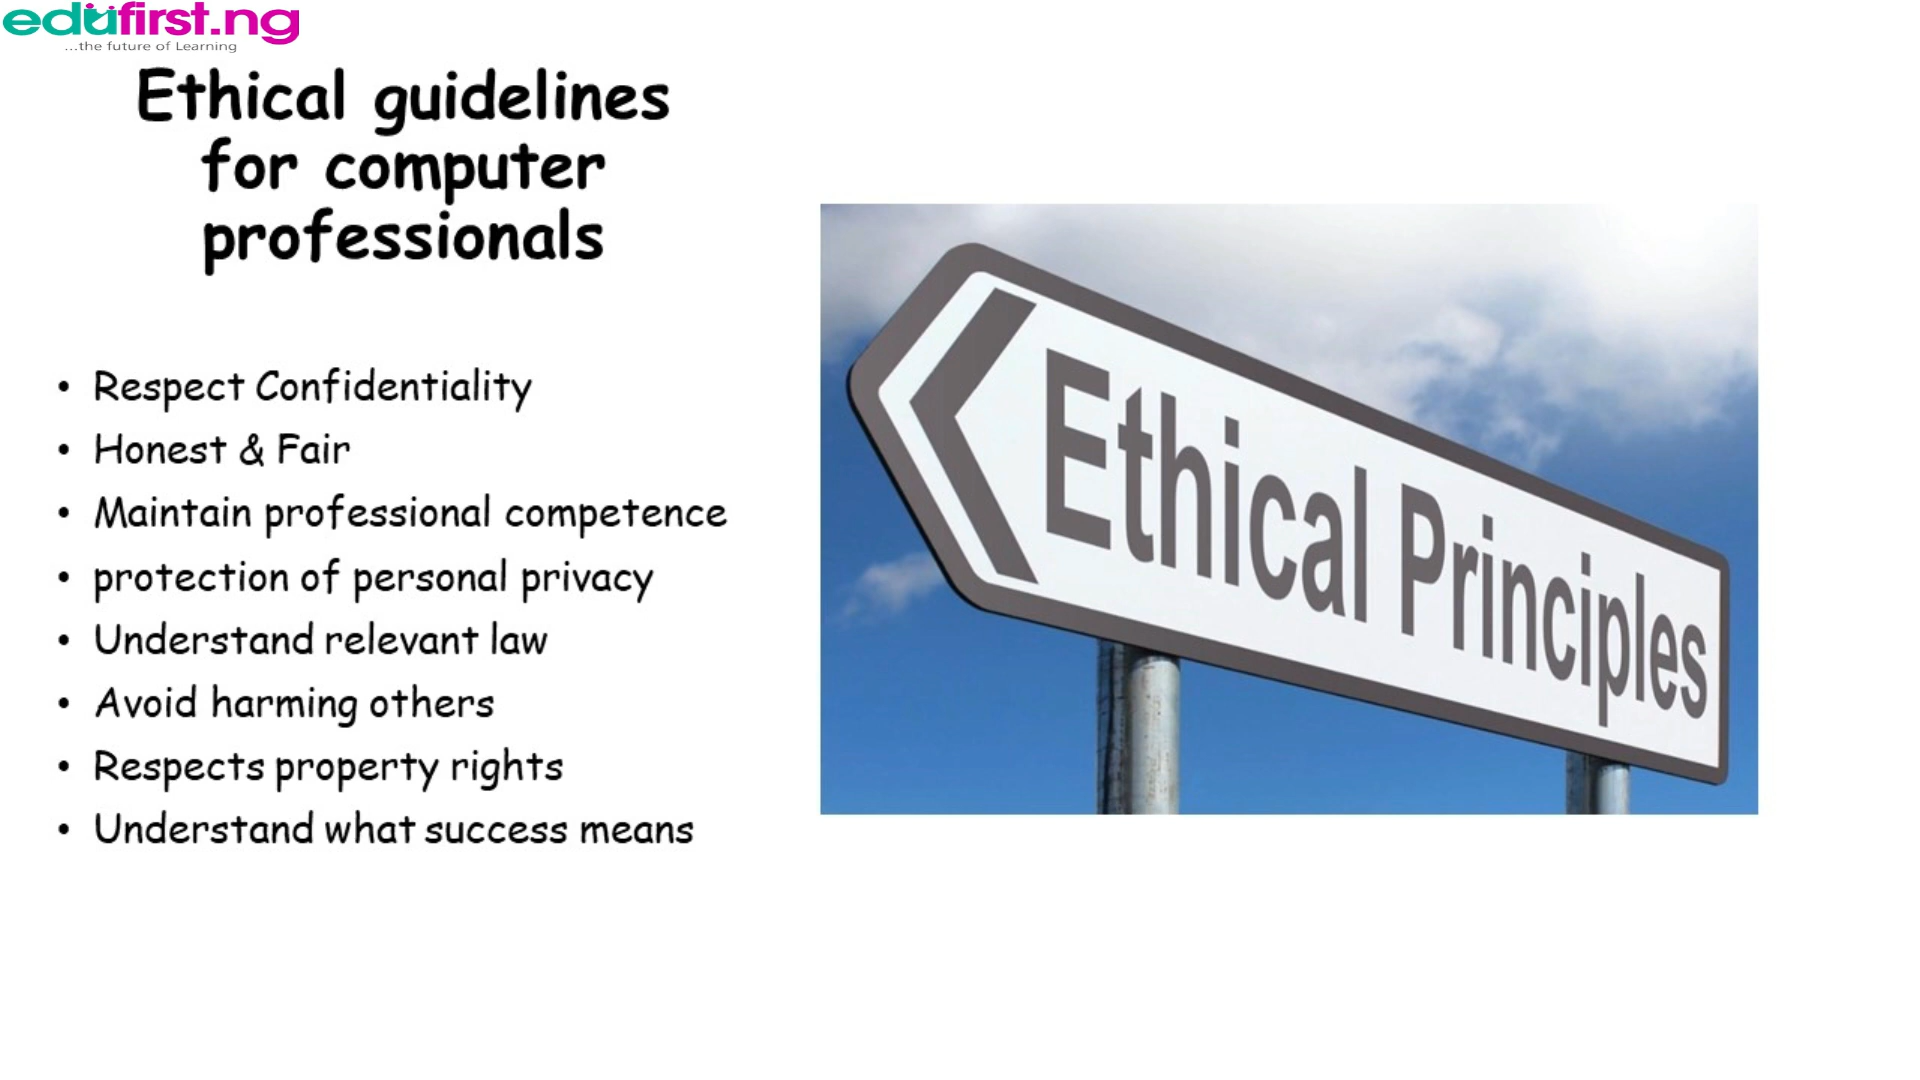 edufirst.ng
...the future of Learning
Ethical guidelines
for computer
professionals
• Respect Confidentiality
• Honest & Fair
• Maintain professional competence
• protection of personal privacy
• Understand relevant law
• Avoid harming others
• Respects property rights
• Understand what success means
Ethical Principles